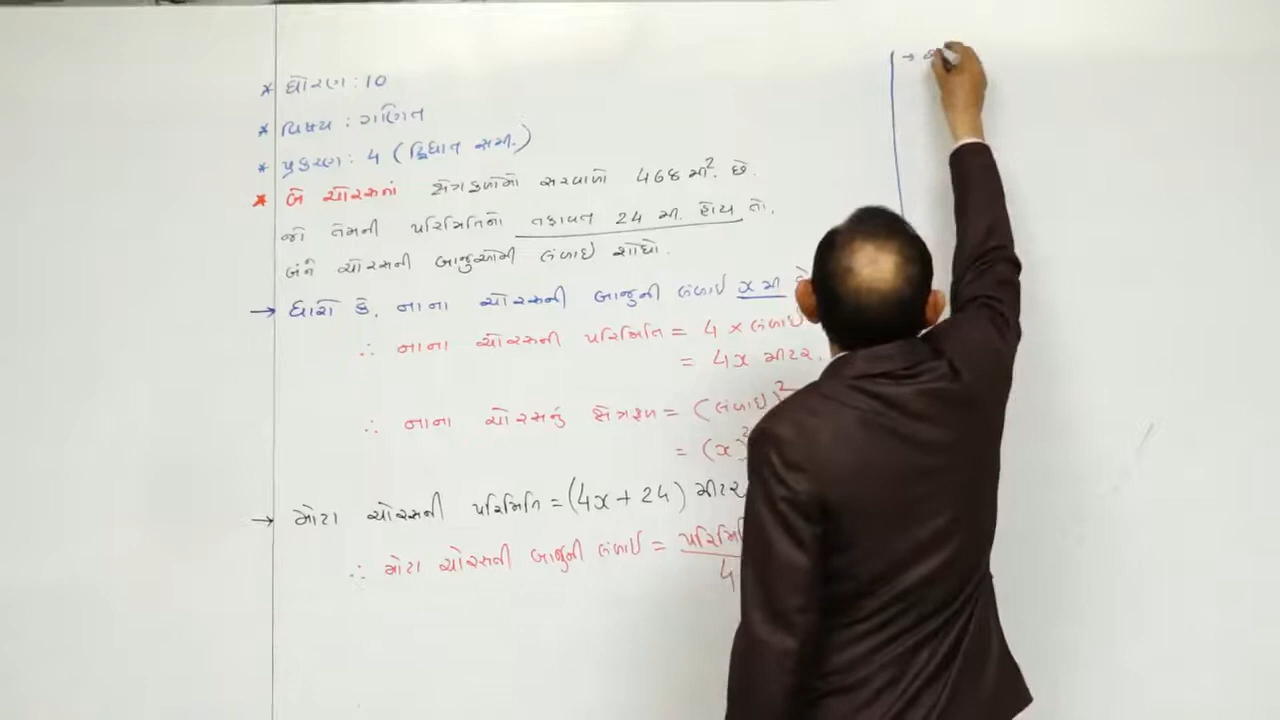 * ધોરણ : 10
* વિષય : ગણિત
* પ્રકરણ : 4 ( દ્વિઘાત સમી. )
* બે ચોરસનાં ક્ષેત્રફળોનો સરવાળો 468 મી². છે.
જો તેમની પરિમિતિનો તફાવત 24 મી. હોય તો,
બંને ચોરસની બાજુઓની લંબાઈ શોધો.
→ ધારો કે, નાના ચોરસની બાજુની લંબાઈ x મી
∴ નાના ચોરસની પરિમિતિ = 4 × લંબાઈ
= 4x મીટર.
∴ નાના ચોરસનું ક્ષેત્રફળ = (લંબાઈ)²
= (x)²
→ મોટા ચોરસની પરિમિતિ = (4x + 24) મીટર
∴ મોટા ચોરસની બાજુની લંબાઈ =
4
→